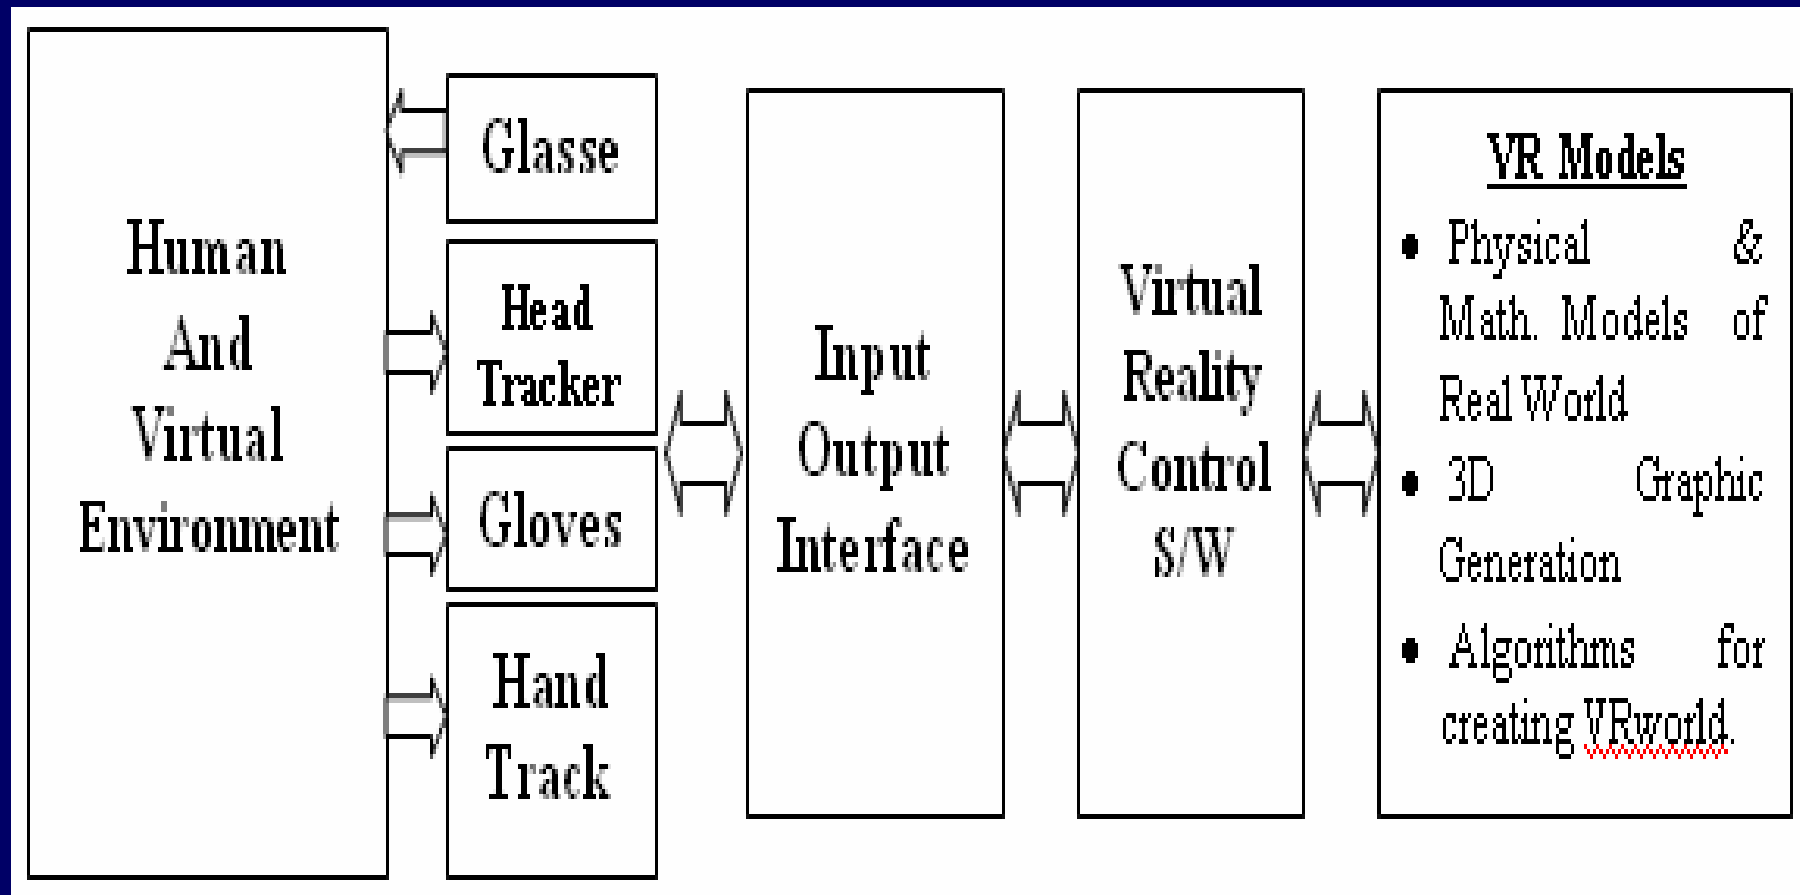 Human
And
Virtual
Environment
Glasse
Head
Tracker
Gloves
Hand
Track
Input
Output
Interface
Virtual
Reality
Control
S/W
VR Models
• Physical &
Math. Models of
Real World
• 3D Graphic
Generation
• Algorithms for
creating VRworld.